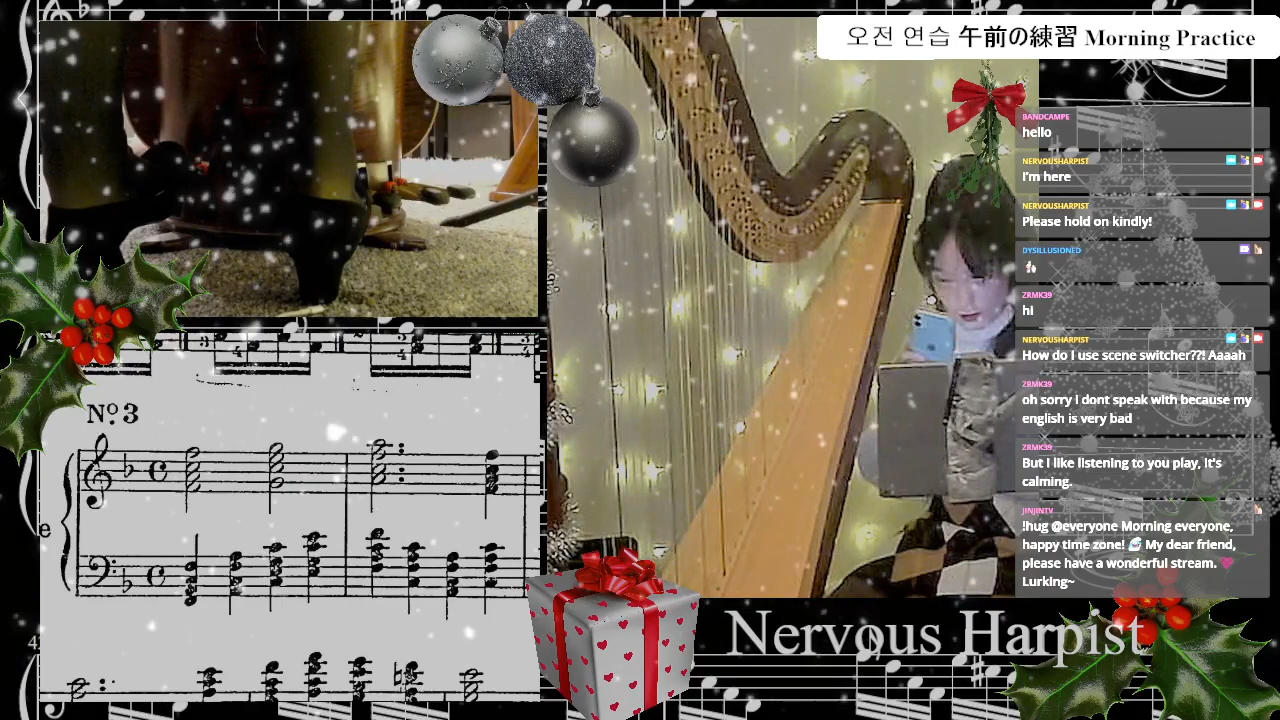 오전 연습 午前の練習 Morning Practice
BANDCAMPE
hello
NERVOUSHARPIST
I'm here
NERVOUSHARPIST
Please hold on kindly!
DYSILLUSIONED
ZRMK39
hi
NERVOUSHARPIST
How do I use scene switcher??! Aaaah
ZRMK39
oh sorry i dont speak with because my
english is very bad
ZRMK39
But i like listening to you play, it's
calming.
JINJINTV
!hug @everyone Morning everyone,
happy time zone! My dear friend,
please have a wonderful stream.
Lurking~
Nº 3
e
Nervous Harpist